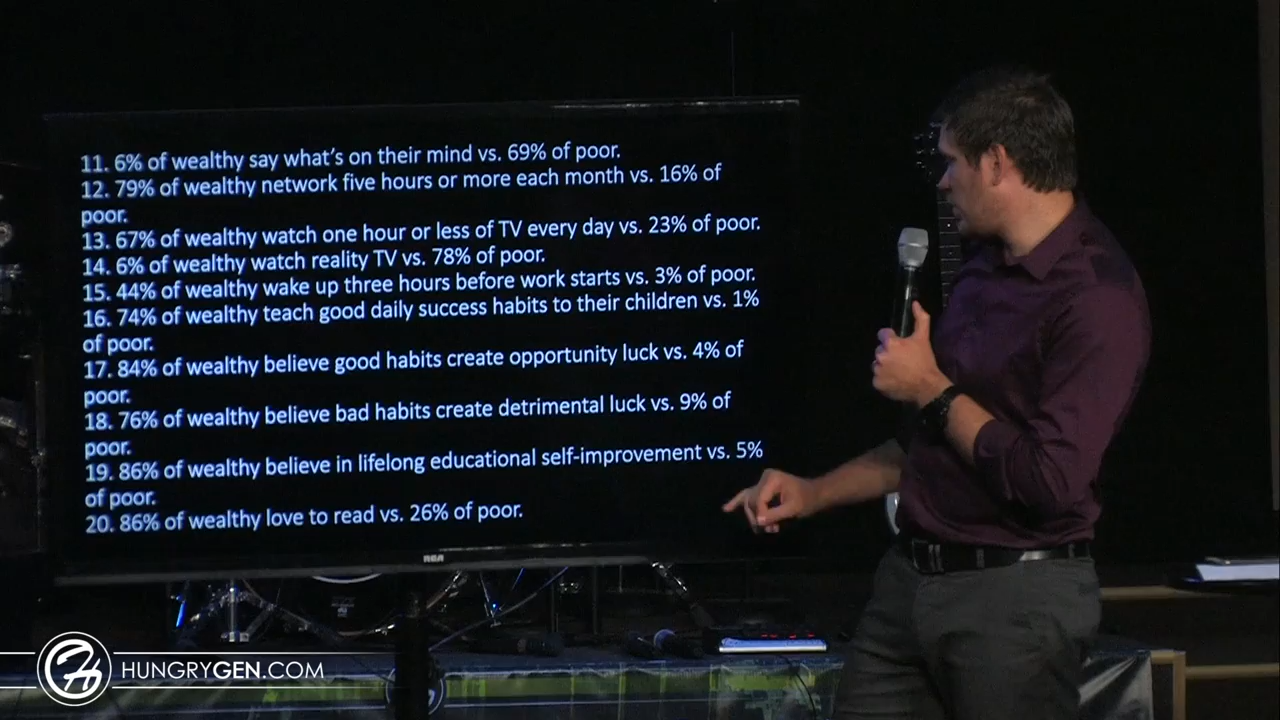 11. 6% of wealthy say what's on their mind vs. 69% of poor.
12. 79% of wealthy network five hours or more each month vs. 16% of
poor.
13. 67% of wealthy watch one hour or less of TV every day vs. 23% of poor.
14. 6% of wealthy watch reality TV vs. 78% of poor.
15. 44% of wealthy wake up three hours before work starts vs. 3% of poor.
16. 74% of wealthy teach good daily success habits to their children vs. 1%
of poor.
17. 84% of wealthy believe good habits create opportunity luck vs. 4% of
poor.
18. 76% of wealthy believe bad habits create detrimental luck vs. 9% of
poor.
19. 86% of wealthy believe in lifelong educational self-improvement vs. 5%
of poor.
20. 86% of wealthy love to read vs. 26% of poor.
RCA
HUNGRYGEN.COM